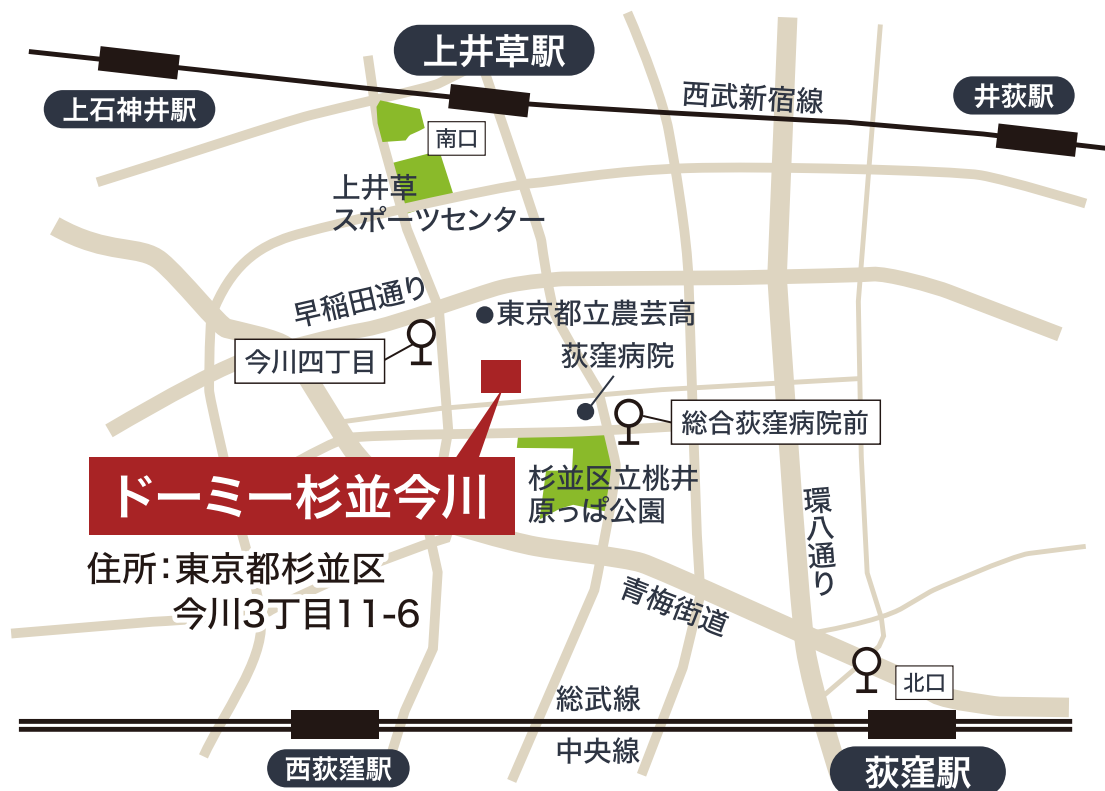 上井草駅
上石神井駅
西武新宿線
井荻駅
南口
上井草
スポーツセンター
早稲田通り
東京都立農芸高
今川四丁目
荻窪病院
総合荻窪病院前
ドーミー杉並今川
杉並区立桃井
原っぱ公園
環八通り
住所：東京都杉並区
今川3丁目11-6
青梅街道
北口
総武線
中央線
西荻窪駅
荻窪駅